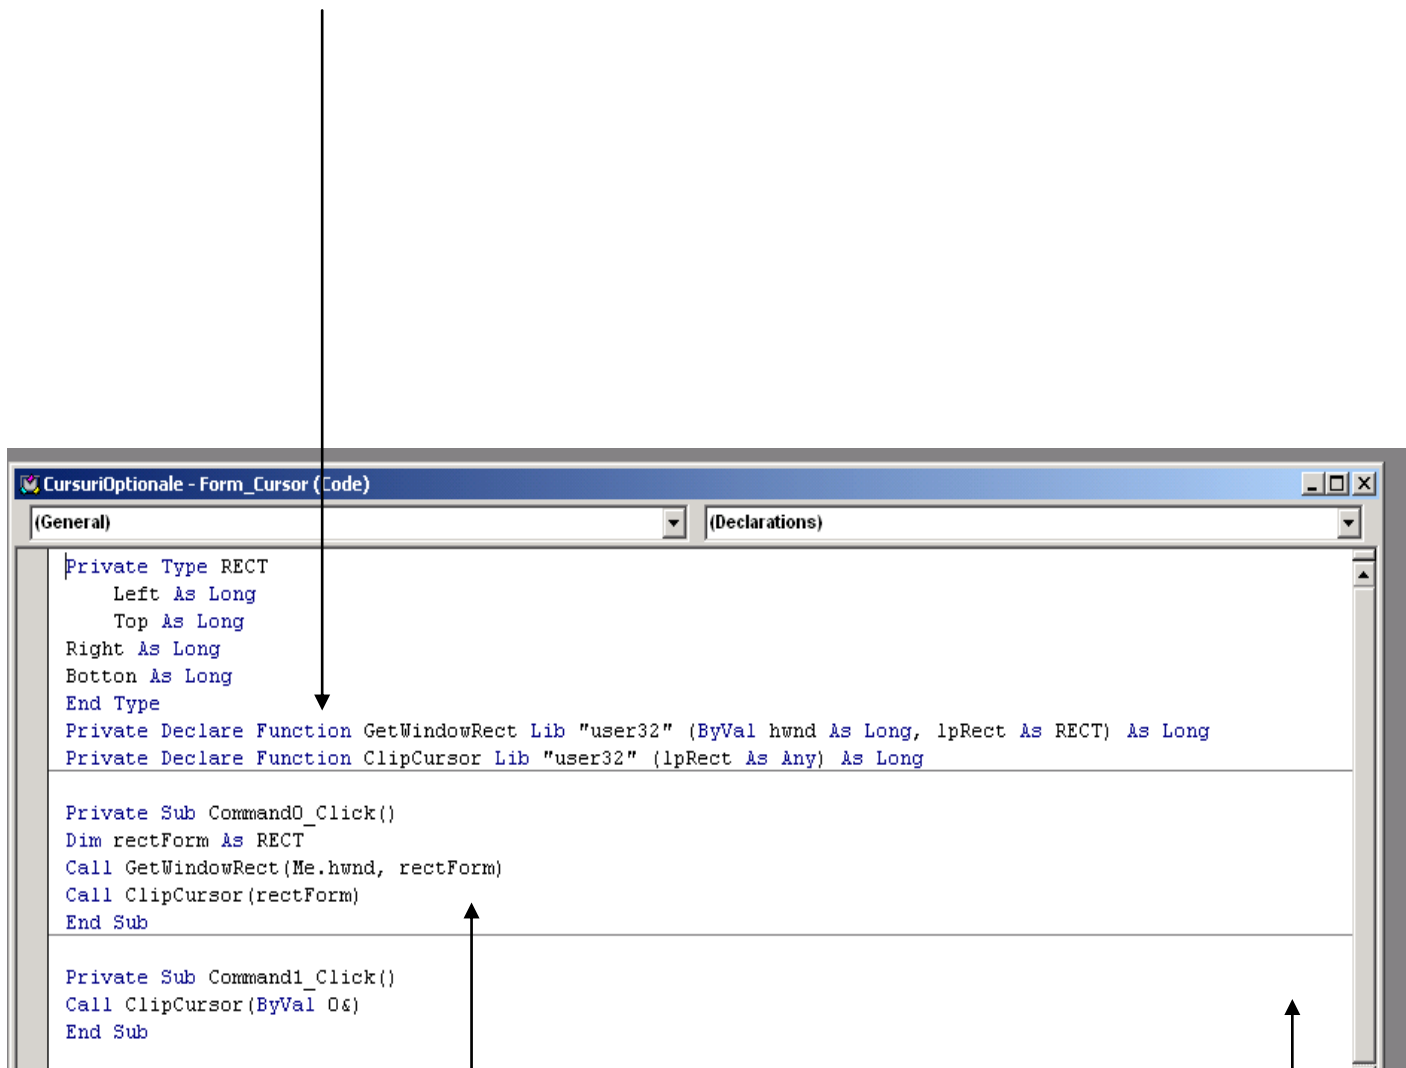 CursuriOptionale - Form_Cursor (Code)
(General) (Declarations)
Private Type RECT
    Left As Long
    Top As Long
Right As Long
Botton As Long
End Type
Private Declare Function GetWindowRect Lib "user32" (ByVal hwnd As Long, lpRect As RECT) As Long
Private Declare Function ClipCursor Lib "user32" (lpRect As Any) As Long
Private Sub Command0_Click()
Dim rectForm As RECT
Call GetWindowRect(Me.hwnd, rectForm)
Call ClipCursor(rectForm)
End Sub
Private Sub Command1_Click()
Call ClipCursor(ByVal 0&)
End Sub